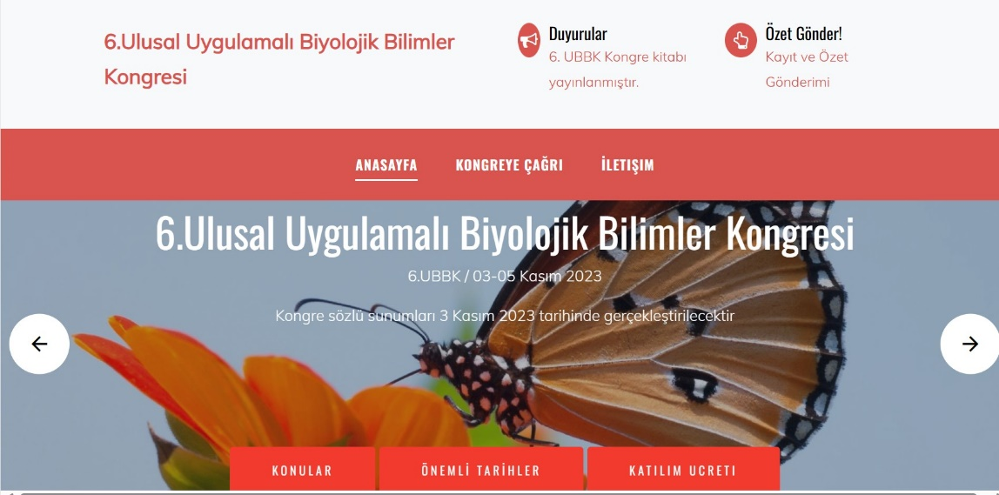 6.Ulusal Uygulamalı Biyolojik Bilimler
Kongresi
Duyurular
6. UBBK Kongre kitabı
yayınlanmıştır.
Özet Gönder!
Kayıt ve Özet
Gönderimi
ANASAYFA
KONGREYE ÇAĞRI
İLETIŞIM
6.Ulusal Uygulamalı Biyolojik Bilimler Kongresi
6.UBBK / 03-05 Kasım 2023
Kongre sözlü sunumları 3 Kasım 2023 tarihinde gerçekleştirilecektir
KONULAR
ÖNEMLİ TARİHLER
KATILIM UCRETI